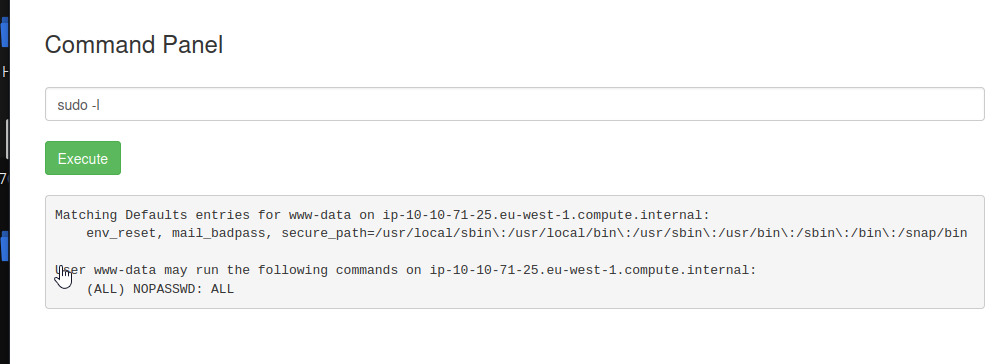 Command Panel
sudo -l
Execute
Matching Defaults entries for www-data on ip-10-10-71-25.eu-west-1.compute.internal:
env_reset, mail_badpass, secure_path=/usr/local/sbin\:/usr/local/bin\:/usr/sbin\:/usr/bin\:/sbin\:/bin\:/snap/bin
User www-data may run the following commands on ip-10-10-71-25.eu-west-1.compute.internal:
(ALL) NOPASSWD: ALL